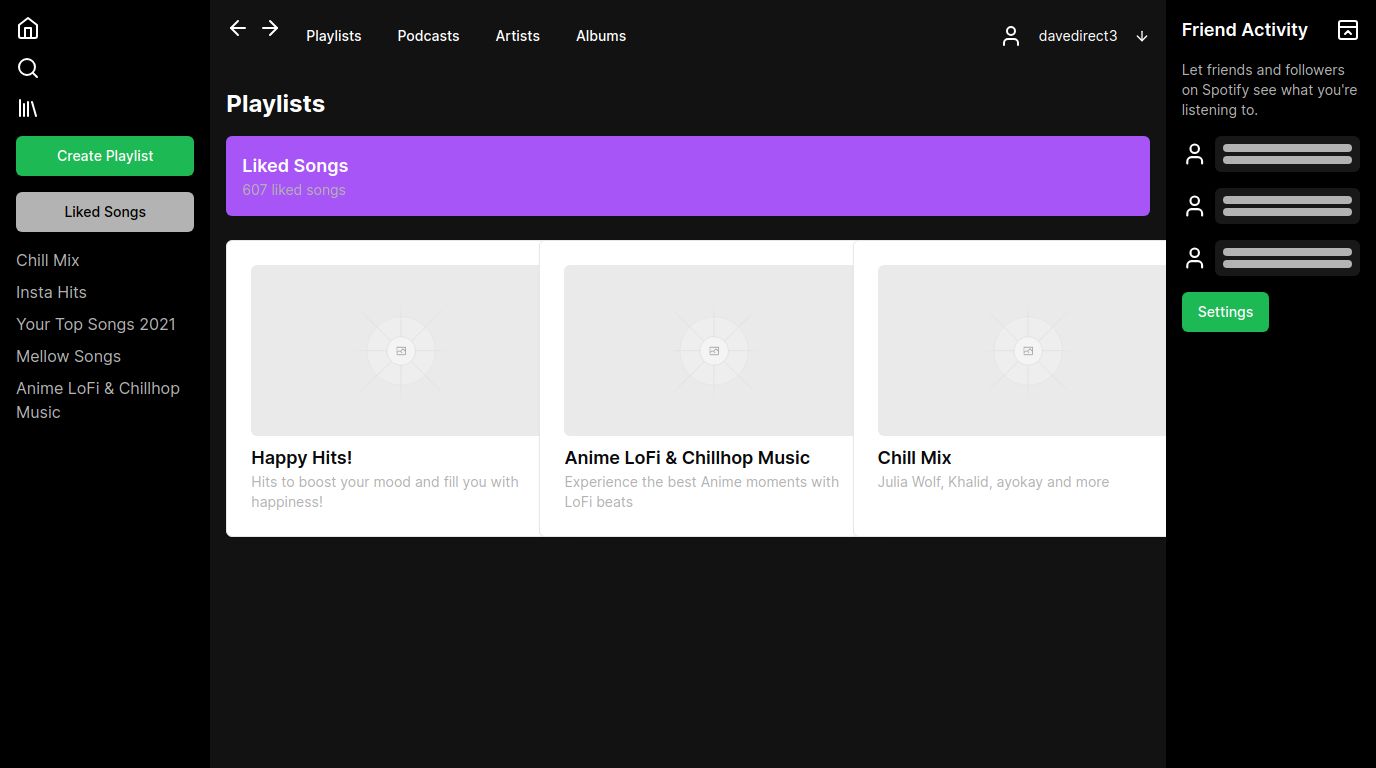 Create Playlist
Liked Songs
Chill Mix
Insta Hits
Your Top Songs 2021
Mellow Songs
Anime LoFi & Chillhop
Music
Playlists
Podcasts
Artists
Albums
davedirect3
Playlists
Liked Songs
607 liked songs
Happy Hits!
Hits to boost your mood and fill you with
happiness!
Anime LoFi & Chillhop Music
Experience the best Anime moments with
LoFi beats
Chill Mix
Julia Wolf, Khalid, ayokay and more
Friend Activity
Let friends and followers
on Spotify see what you're
listening to.
Settings